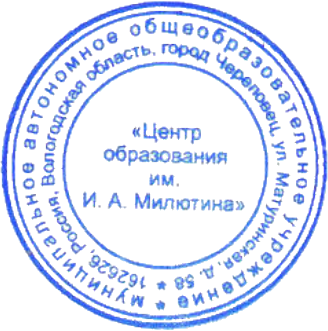 муниципальное автономное общеобразовательное учреждение *
162626, Россия, Вологодская область, город Череповец, ул. Матуринская, д. 58 *
«Центр
образования
им.
И. А. Милютина»